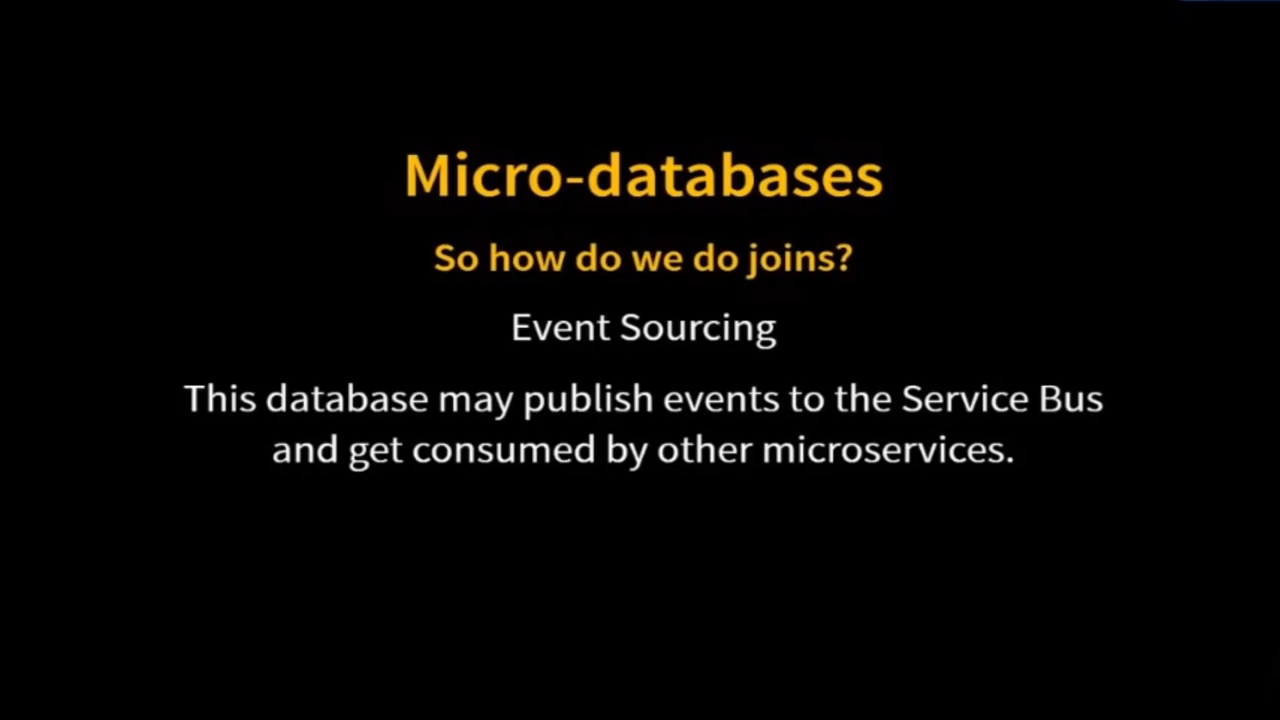 Micro-databases
So how do we do joins?
Event Sourcing
This database may publish events to the Service Bus
and get consumed by other microservices.